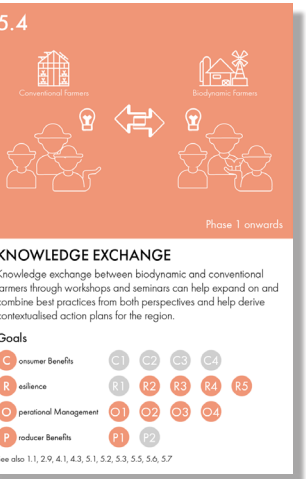 5.4
Conventional Farmers
Biodynamic Farmers
Phase 1 onwards
KNOWLEDGE EXCHANGE
Knowledge exchange between biodynamic and conventional
farmers through workshops and seminars can help expand on and
combine best practices from both perspectives and help derive
contextualised action plans for the region.
Goals
C onsumer Benefits C1 C2 C3 C4
R esilience R1 R2 R3 R4 R5
O perational Management O1 O2 O3 O4
P roducer Benefits P1 P2
see also 1.1, 2.9, 4.1, 4.3, 5.1, 5.2, 5.3, 5.5, 5.6, 5.7